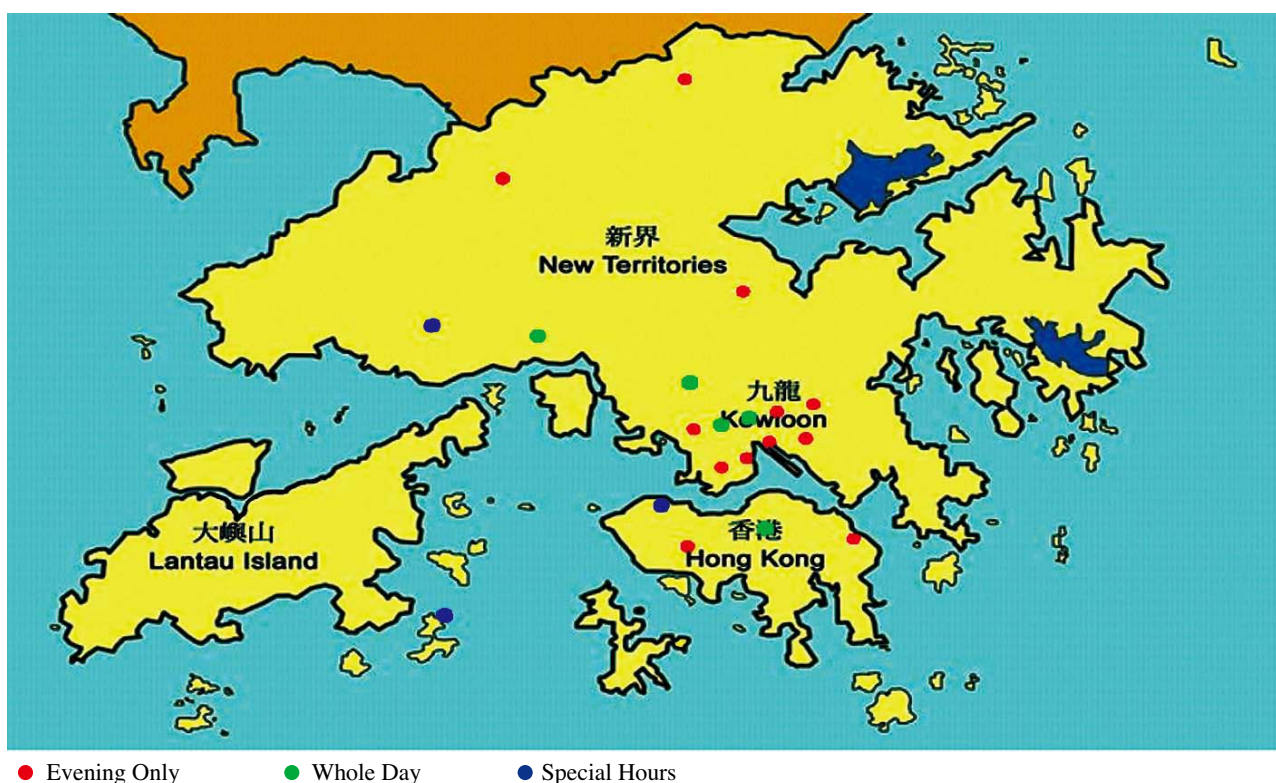 新界
New Territories
九龍
Kowloon
大嶼山
Lantau Island
香港
Hong Kong
Evening Only
Whole Day
Special Hours